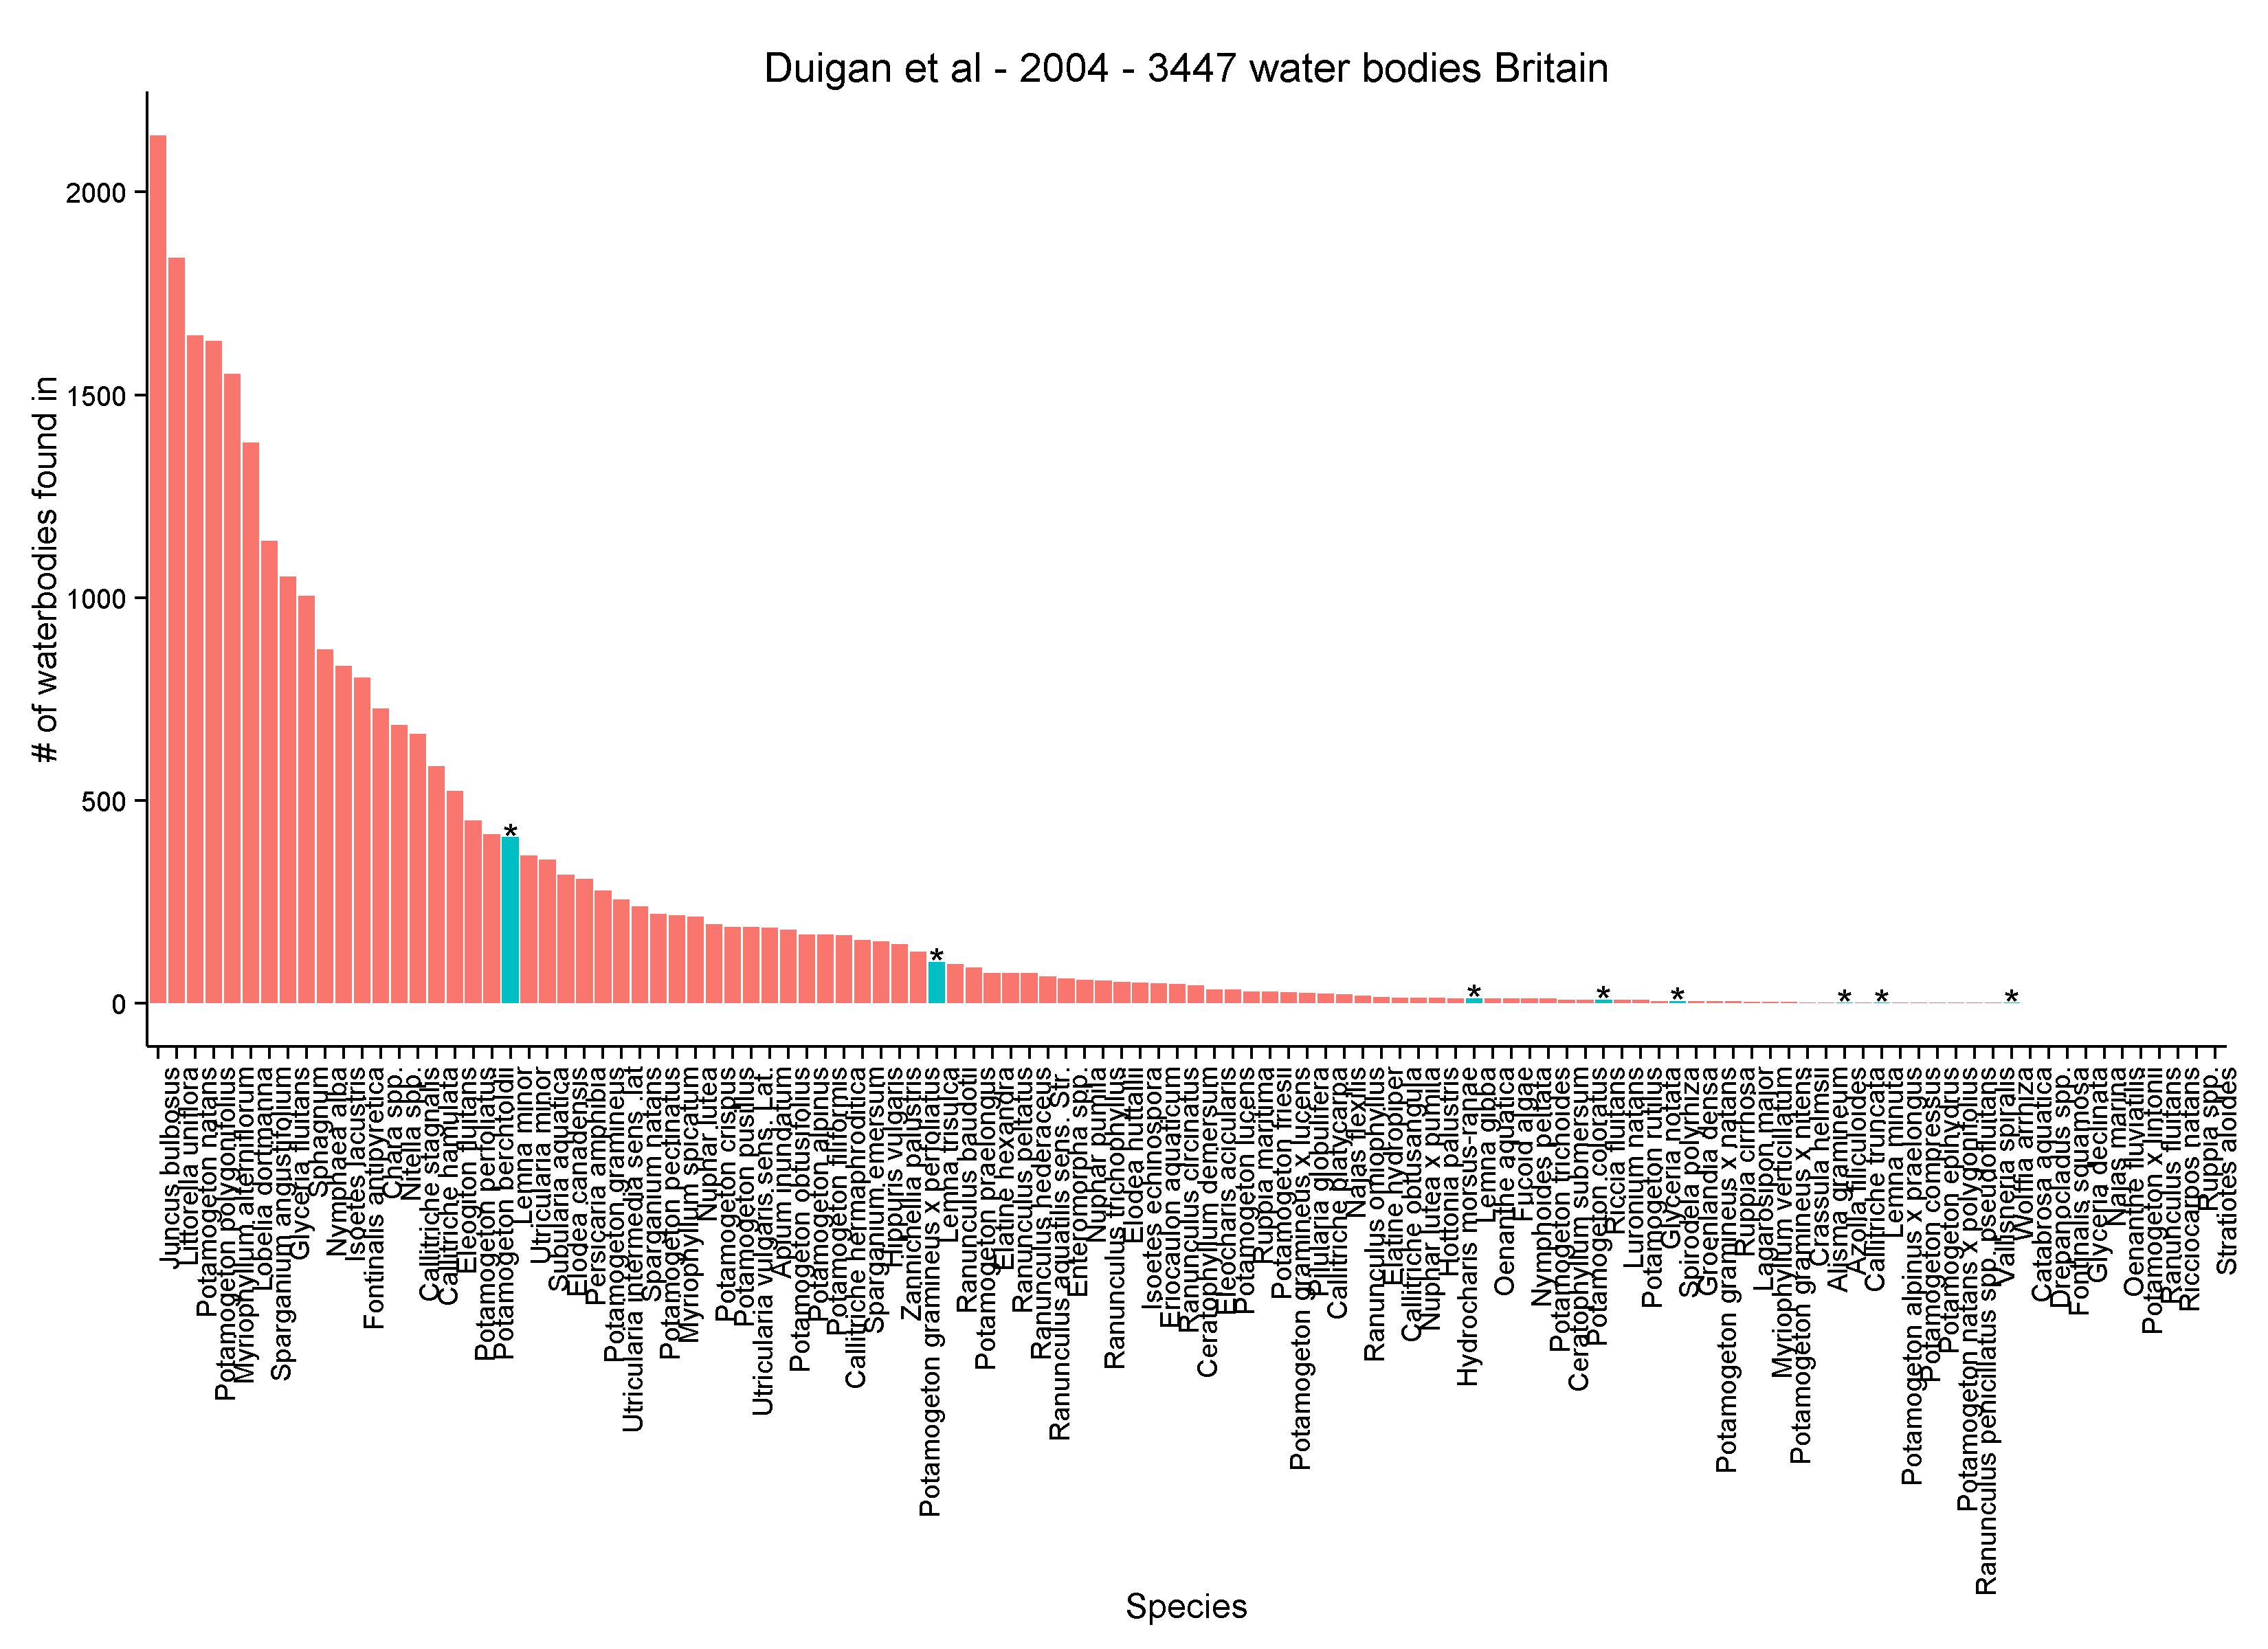 Duigan et al - 2004 - 3447 water bodies Britain
# of waterbodies found in
2000
1500
1000
500
0
*
*
*
*
*
*
*
*
Juncus bulbosus
Littorella uniflora
Potamogeton natans
Potamogeton polygonifolius
Myriophyllum alterniflorum
Lobelia dortmanna
Sparganium angustifolium
Glyceria fluitans
Sphagnum
Nymphaea alba
Isoetes lacustris
Fontinalis antipyretica
Chara spp.
Nitella spp.
Callitriche stagnalis
Callitriche hamulata
Eleogiton fluitans
Potamogeton perfoliatus
Potamogeton berchtoldii
Lemna minor
Utricularia minor
Subularia aquatica
Elodea canadensis
Persicaria amphibia
Potamogeton gramineus
Utricularia intermedia sens .lat
Sparganium natans
Potamogeton pectinatus
Myriophyllum spicatum
Nuphar lutea
Potamogeton crispus
Potamogeton pusillus
Utricularia vulgaris sens. Lat.
Apium inundatum
Potamogeton obtusifolius
Potamogeton alpinus
Potamogeton filiformis
Callitriche hermaphroditica
Sparganium emersum
Hippuris vulgaris
Zannichellia palustris
Potamogeton gramineus x perfoliatus
Lemna trisulca
Ranunculus baudotii
Potamogeton praelongus
Elatine hexandra
Ranunculus peltatus
Ranunculus hederaceus
Ranunculus aquatilis sens. Str.
Enteromorpha spp.
Nuphar pumila
Ranunculus trichophyllus
Elodea nuttallii
Isoetes echinospora
Eriocaulon aquaticum
Ranunculus circinatus
Ceratophyllum demersum
Eleocharis acicularis
Potamogeton lucens
Ruppia maritima
Potamogeton friesii
Potamogeton gramineus x lucens
Pilularia globulifera
Callitriche platycarpa
Najas flexilis
Ranunculus omiophyllus
Elatine hydropiper
Callitriche obtusangula
Nuphar lutea x pumila
Hottonia palustris
Hydrocharis morsus-ranae
Lemna gibba
Oenanthe aquatica
Fucoid algae
Nymphoides peltata
Potamogeton trichoides
Ceratophyllum submersum
Potamogeton coloratus
Riccia fluitans
Luronium natans
Potamogeton rutilus
Glyceria notata
Spirodela polyrhiza
Groenlandia densa
Potamogeton gramineus x natans
Ruppia cirrhosa
Lagarosipon major
Myriophyllum verticillatum
Potamogeton gramineus x nitens
Crassula helmsii
Alisma gramineum
Azolla filiculoides
Callitriche truncata
Lemna minuta
Potamogeton alpinus x praelongus
Potamogeton compressus
Potamogeton epihydrus
Potamogeton natans x polygonifolius
Ranunculus penicillatus spp. pseudofluitans
Vallisneria spiralis
Wolffia arrhiza
Catabrosa aquatica
Drepanocladus spp.
Fontinalis squamosa
Glyceria declinata
Najas marina
Oenanthe fluviatilis
Potamogeton x lintonii
Ranunculus fluitans
Ricciocarpos natans
Ruppia spp.
Stratiotes aloides
Species